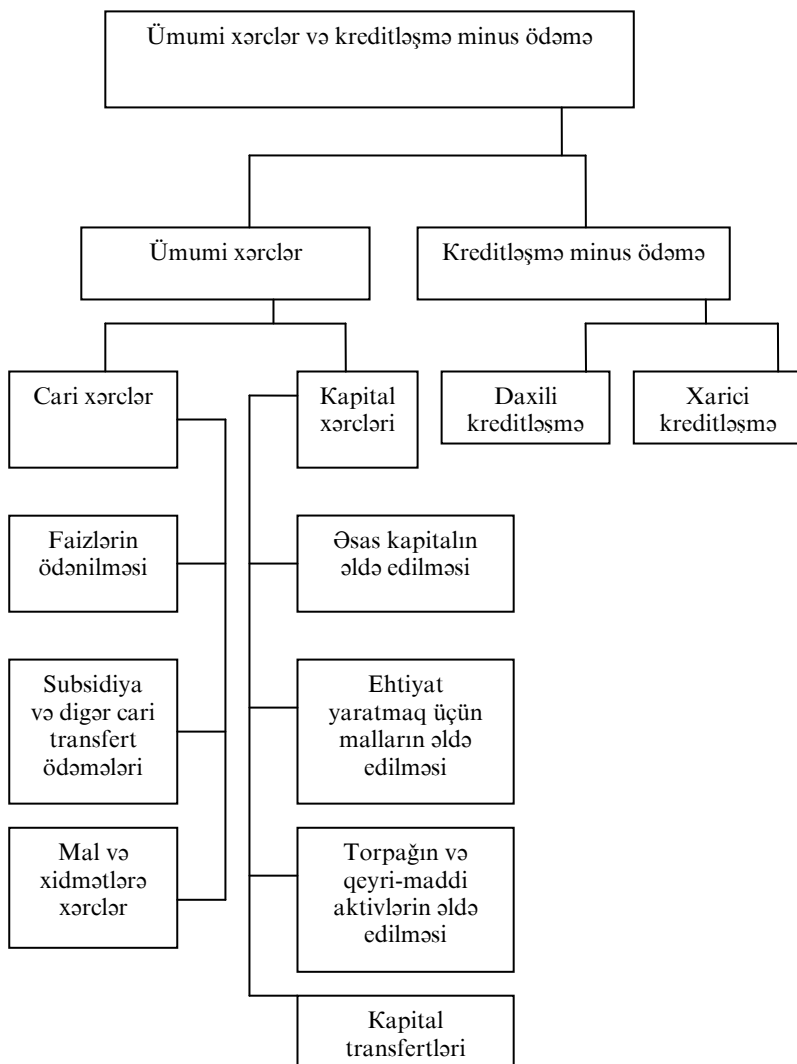 Ümumi xərclər və kreditləşmə minus ödəmə
Ümumi xərclər
Kreditləşmə minus ödəmə
Cari xərclər
Kapital
xərcləri
Daxili
kreditləşmə
Xarici
kreditləşmə
Faizlərin
ödənilməsi
Əsas kapitalın
əldə edilməsi
Subsidiya
və digər cari
transfert
ödəmələri
Ehtiyat
yaratmaq üçün
malların əldə
edilməsi
Mal və
xidmətlərə
xərclər
Torpağın və
qeyri-maddi
aktivlərin əldə
edilməsi
Kapital
transfertləri